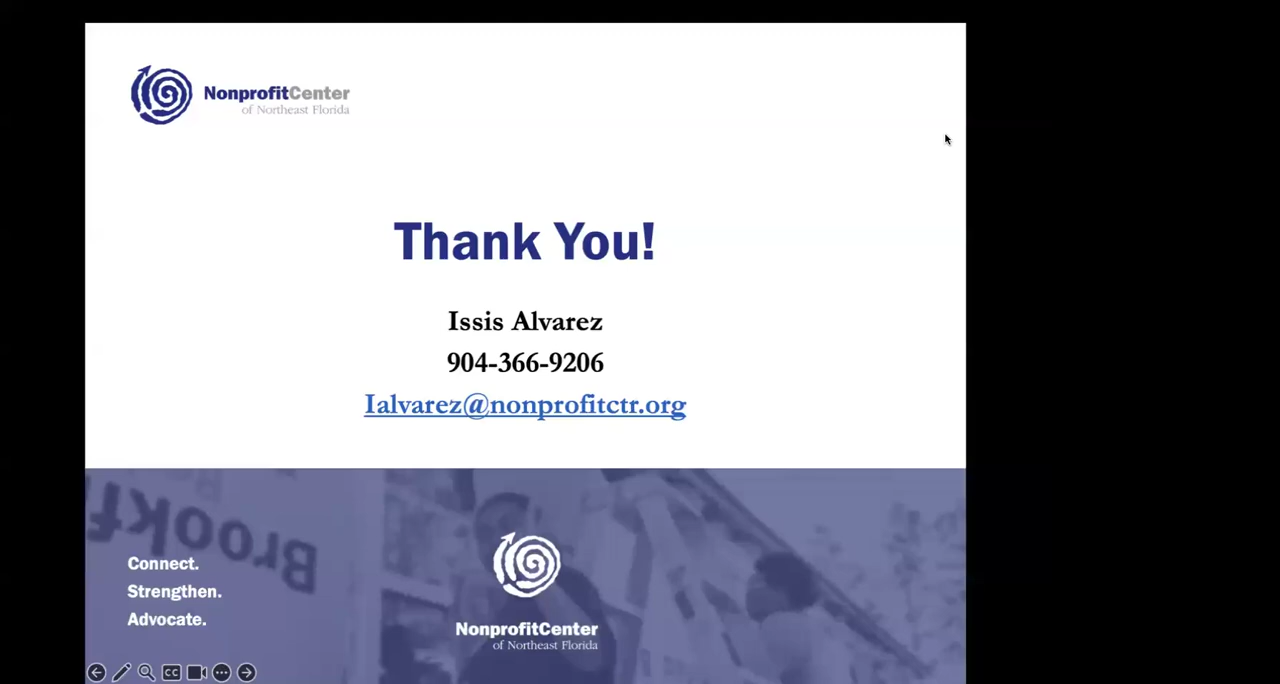 NonprofitCenter
of Northeast Florida
Thank You!
Issis Alvarez
904-366-9206
Ialvarez@nonprofitctr.org
Connect.
Strengthen.
Advocate.
NonprofitCenter
of Northeast Florida
CC